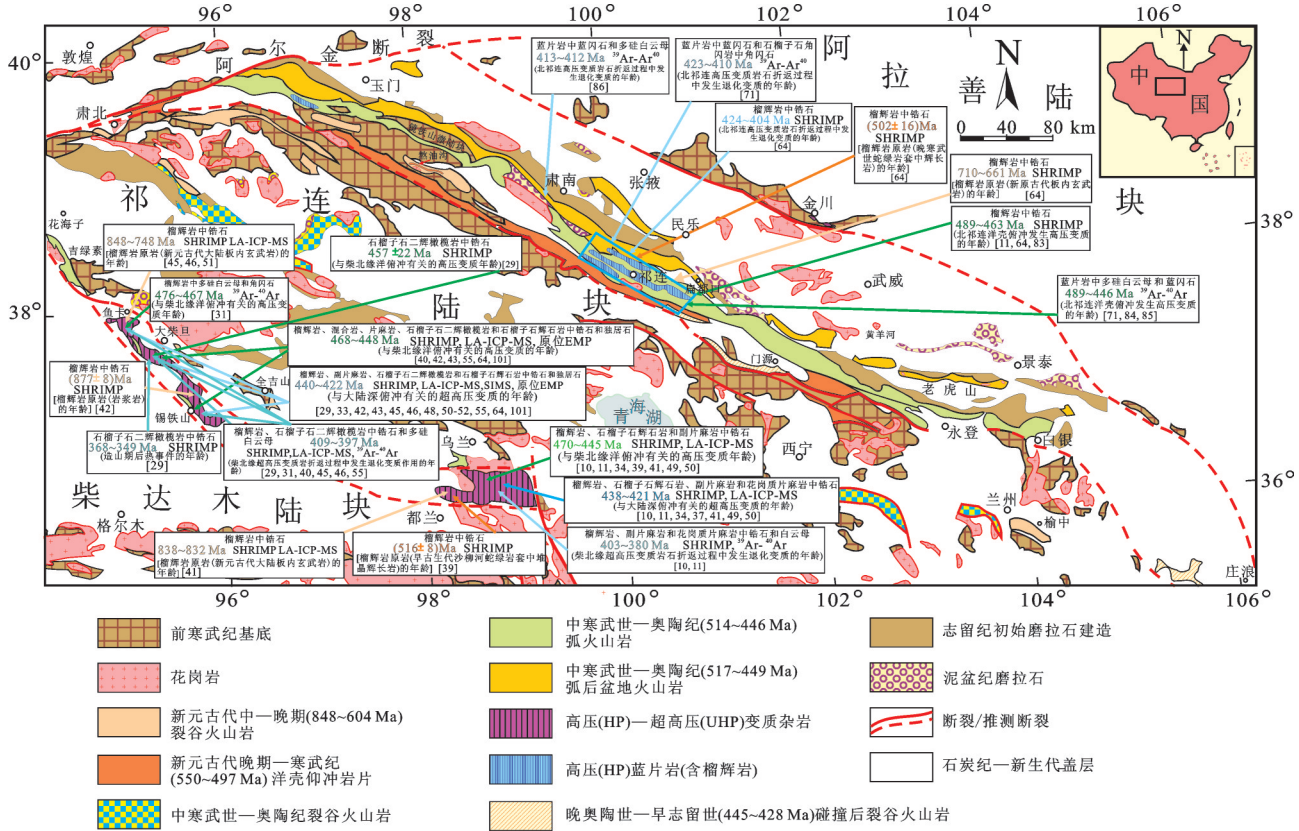 96°
98°
100°
102°
104°
106°
40°
38°
36°
38°
38°
36°
敦煌
阿
尔
金
断
裂
玉门
肃北
阿
拉
善
陆
块
N
0 40 80 km
中
国
N
蓝片岩中蓝闪石和多硅白云母
413~412 Ma ³⁹Ar-Ar⁴⁰
(北祁连高压变质岩石折返过程中
发生退化变质的年龄)
[86]
蓝片岩中蓝闪石和石榴子石角
闪岩中角闪石
423~410 Ma ³⁹Ar-Ar⁴⁰
(北祁连高压变质岩石折返过程
中发生退化变质的年龄)
[71]
榴辉岩中锆石
424~404 Ma SHRIMP
(北祁连高压变质岩石折返过程中发
生退化变质的年龄)
[64]
榴辉岩中锆石
(502±16)Ma
SHRIMP
[榴辉岩原岩(晚寒武
世蛇绿岩套中辉长
岩)的年龄]
[64]
榴辉岩中锆石
710~661 Ma SHRIMP
[榴辉岩原岩(新原古代板内玄武
岩)的年龄]
[64]
榴辉岩中锆石
489~463 Ma SHRIMP
(北祁连洋壳俯冲发生高压变质
的年龄)
[11, 64, 83]
蓝片岩中多硅白云母和蓝闪石
489~446 Ma ³⁹Ar-⁴⁰Ar
(北祁连洋壳俯冲发生高压变质
的年龄)
[71, 84, 85]
祁
连
陆
块
肃南
张掖
民乐
金川
祁连
武威
黄羊河
景泰
门源
老虎山
永登
白银
西宁
兰州
榆中
庄浪
花海子
吉绿素
鱼卡
大柴旦
全吉山
锡铁山
乌兰
都兰
格尔木
青海湖
柴达木陆块
榴辉岩中锆石
848~748 Ma SHRIMP LA-ICP-MS
[榴辉岩原岩(新元古代大陆板内玄武岩)
的年龄]
[45, 46, 51]
石榴子石二辉橄榄岩中锆石
457±22 Ma SHRIMP
(与柴北缘洋俯冲有关的高压变质年龄)[29]
榴辉岩中多硅白云母和角闪石
476~467 Ma ³⁹Ar-⁴⁰Ar
(与柴北缘洋俯冲有关的高压变
质年龄)
[31]
榴辉岩、混合岩、片麻岩、石榴子石二辉橄榄岩和石榴子石辉石岩中锆石和独居石
468~448 Ma SHRIMP, LA-ICP-MS, 原位EMP
(与柴北缘洋俯冲有关的高压变质的年龄)
[40, 42, 43, 55, 64, 101]
榴辉岩、副片麻岩、石榴子石二辉橄榄岩和石榴子石辉石岩中锆石和独居石
440~422 Ma SHRIMP, LA-ICP-MS,SIMS, 原位EMP
(与大陆深俯冲有关的超高压变质的年龄)
[29, 33, 42, 43, 45, 46, 48, 50-52, 55, 64, 101]
榴辉岩中锆石
(877±8)Ma
SHRIMP
[榴辉岩原岩(岩浆岩)
的年龄] [42]
石榴子石二辉橄榄岩中锆石
368~349 Ma SHRIMP
(造山期后热事件的年龄)
[29]
榴辉岩、石榴子石二辉橄榄岩中锆石和多硅
白云母 409~397 Ma
SHRIMP,LA-ICP-MS, ³⁹Ar-⁴⁰Ar
(柴北缘超高压变质岩折返过程中发生退变质作用的年
龄) [29, 31, 40, 45, 46, 55]
榴辉岩、石榴子石辉石岩和副片麻岩中锆石
470~445 Ma SHRIMP, LA-ICP-MS
(与柴北缘洋俯冲有关的高压变质年龄)
[10, 11, 34, 39, 41, 49, 50]
榴辉岩、石榴子石辉石岩、副片麻岩和花岗质片麻岩中锆石
438~421 Ma SHRIMP, LA-ICP-MS
(与大陆深俯冲有关的超高压变质的年龄)
[10, 11, 34, 37, 41, 49, 50]
榴辉岩、副片麻岩和花岗质片麻岩中锆石和白云母
403~380 Ma SHRIMP, ³⁹Ar-⁴⁰Ar
(柴北缘超高压变质岩石折返过程中发生退化变质的年龄)
[10, 11]
榴辉岩中锆石
838~832 Ma SHRIMP LA-ICP-MS
[榴辉岩原岩(新元古代大陆板内玄武岩)的
年龄] [41]
榴辉岩中锆石
(516±8)Ma SHRIMP
[榴辉岩原岩(早古生代沙柳河蛇绿岩套中堆
晶辉长岩)的年龄] [39]
96°
98°
100°
102°
104°
106°
前寒武纪基底
花岗岩
新元古代中—晚期(848~604 Ma)
裂谷火山岩
新元古代晚期—寒武纪
(550~497 Ma) 洋壳仰冲岩片
中寒武世—奥陶纪裂谷火山岩
中寒武世—奥陶纪(514~446 Ma)
弧火山岩
中寒武世—奥陶纪(517~449 Ma)
弧后盆地火山岩
高压(HP)—超高压(UHP)变质杂岩
高压(HP)蓝片岩(含榴辉岩)
晚奥陶世—早志留世(445~428 Ma)碰撞后裂谷火山岩
志留纪初始磨拉石建造
泥盆纪磨拉石
断裂/推测断裂
石炭纪—新生代盖层